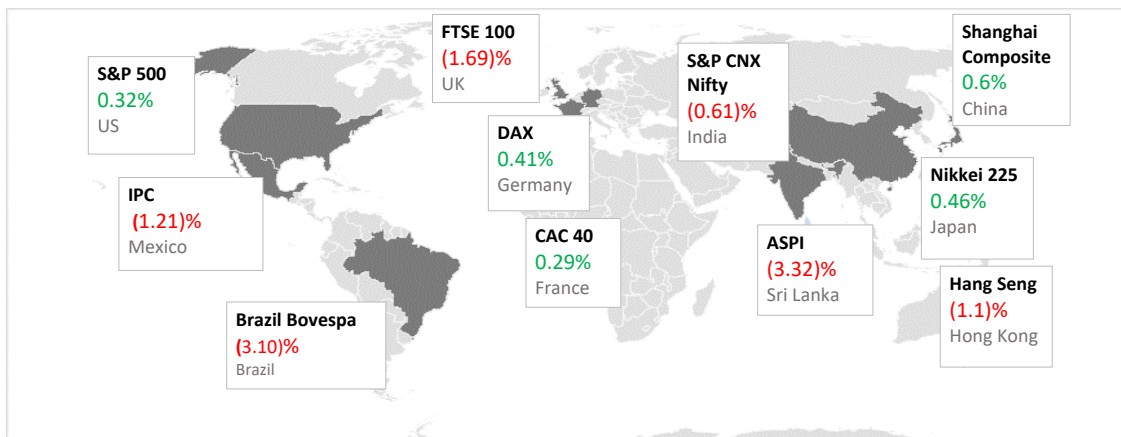 S&P 500
0.32%
US
FTSE 100
(1.69)%
UK
S&P CNX
Nifty
(0.61)%
India
Shanghai
Composite
0.6%
China
DAX
0.41%
Germany
IPC
(1.21)%
Mexico
Nikkei 225
0.46%
Japan
CAC 40
0.29%
France
ASPI
(3.32)%
Sri Lanka
Hang Seng
(1.1)%
Hong Kong
Brazil Bovespa
(3.10)%
Brazil